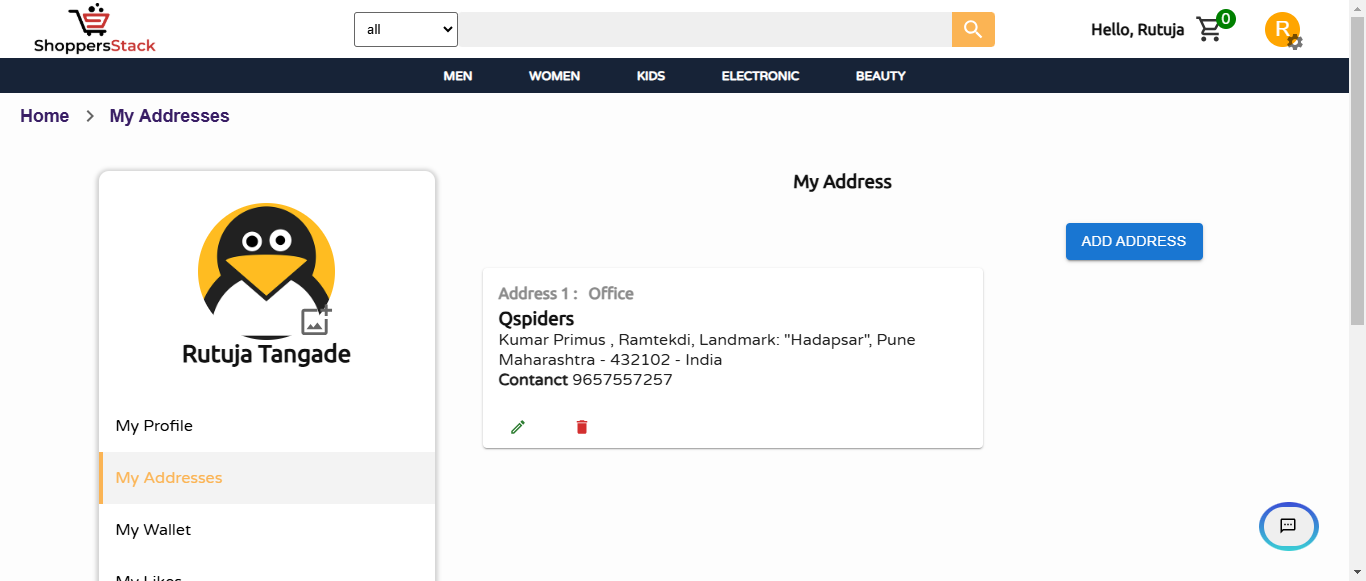 ShoppersStack
all
Hello, Rutuja
0
R
MEN WOMEN KIDS ELECTRONIC BEAUTY
Home > My Addresses
My Address
ADD ADDRESS
Rutuja Tangade
My Profile
My Addresses
My Wallet
My Likes
Address 1 : Office
Qspiders
Kumar Primus , Ramtekdi, Landmark: "Hadapsar", Pune
Maharashtra - 432102 - India
Contanct 9657557257